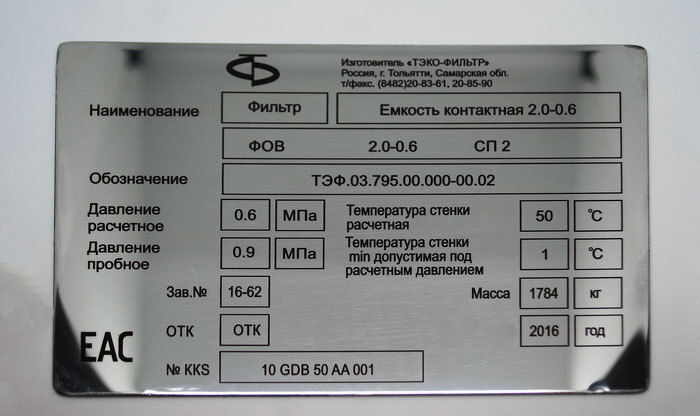 Изготовитель «ТЭКО-ФИЛЬТР»
Россия, г. Тольятти, Самарская обл.
т/факс. (8482)20-83-61, 20-85-90
Наименование Фильтр Емкость контактная 2.0-0.6
ФОВ 2.0-0.6 СП 2
Обозначение ТЭФ.03.795.00.000-00.02
Давление расчетное 0.6 МПа Температура стенки расчетная 50 °С
Давление пробное 0.9 МПа Температура стенки min допустимая под расчетным давлением 1 °С
Зав.№ 16-62 Масса 1784 кг
ЕАС ОТК ОТК 2016 год
№ KKS 10 GDB 50 AA 001